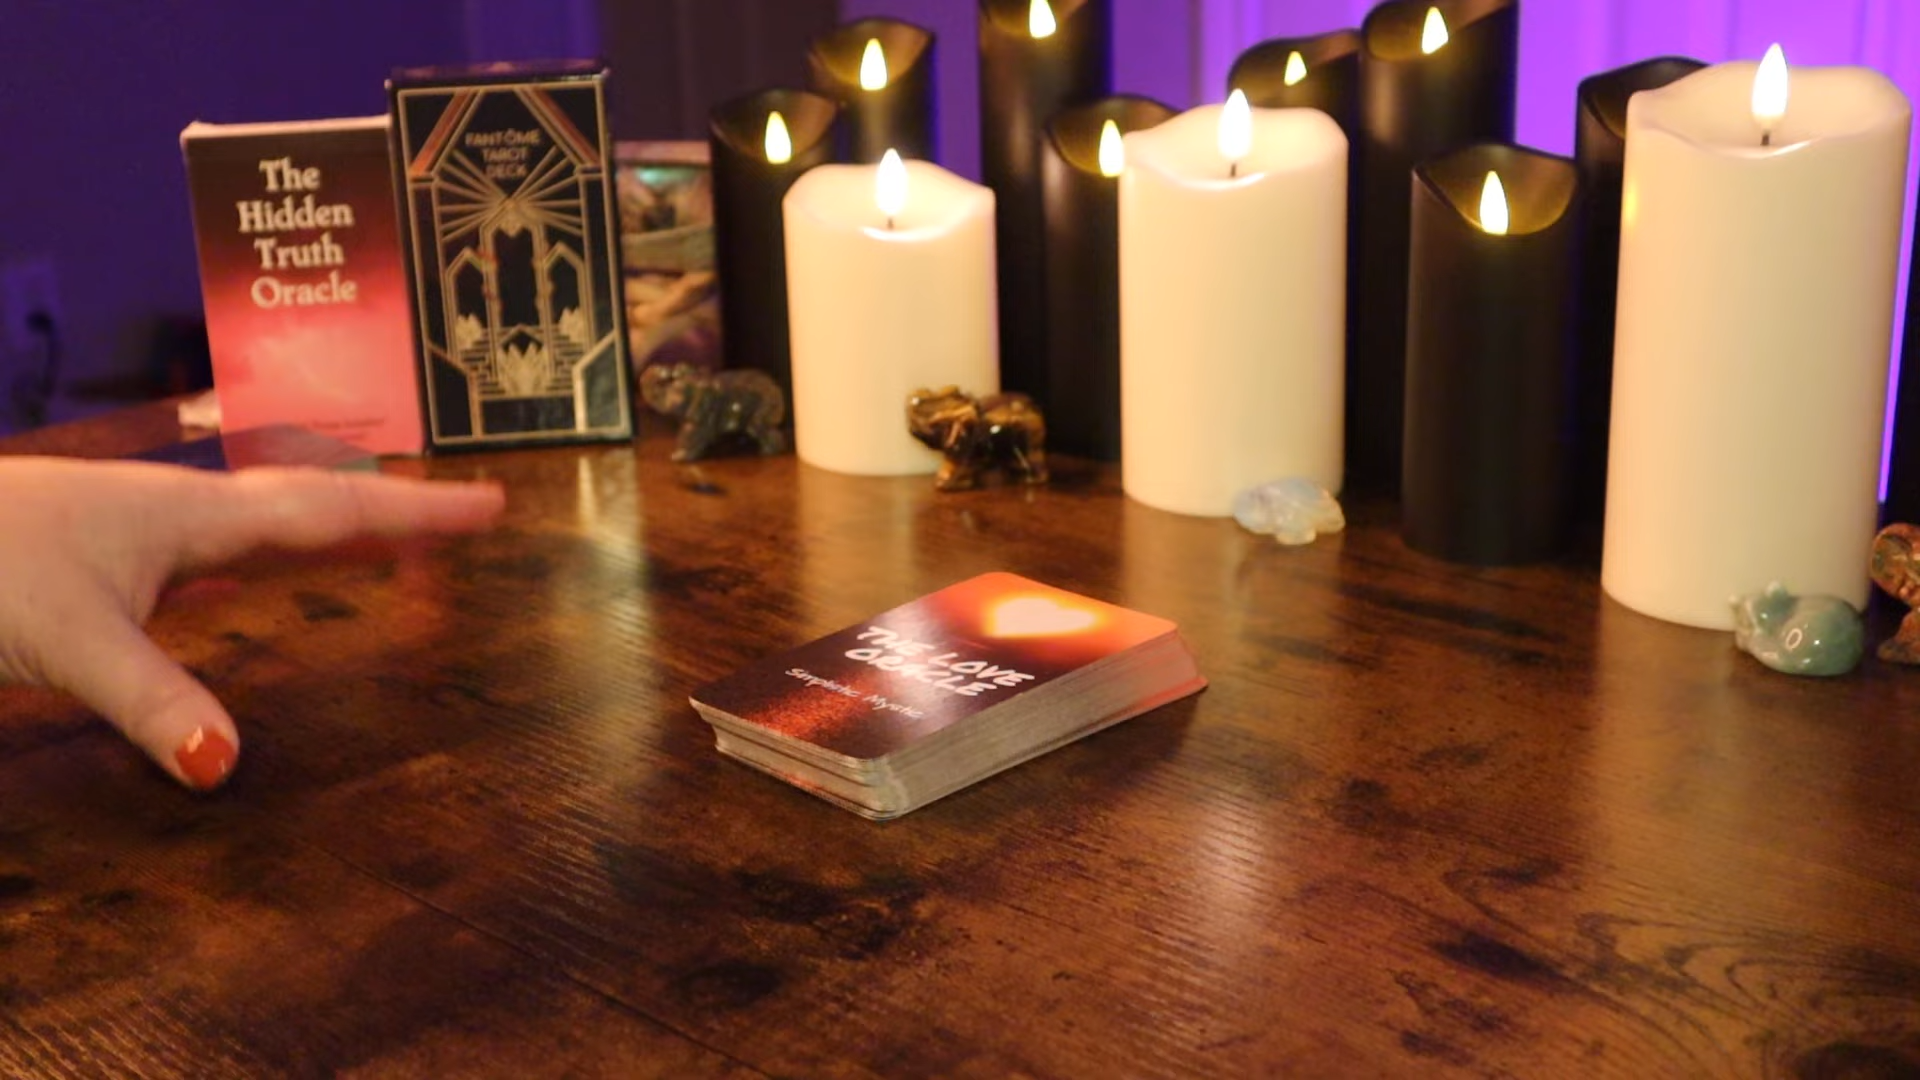 The
Hidden
Truth
Oracle
FANTÔME
TAROT
DECK
THE LOVE
ORACLE
Simplistic Mystic